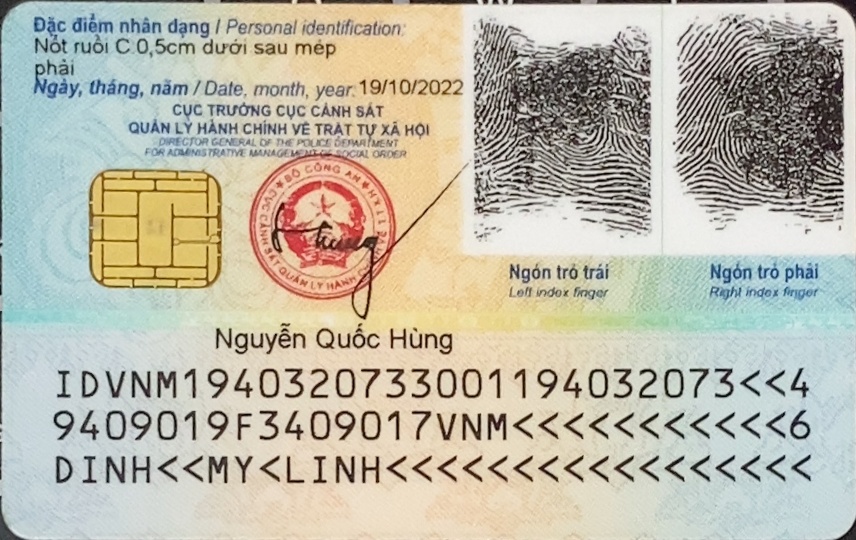 Đặc điểm nhân dạng / Personal identification:
Nốt ruồi C 0,5cm dưới sau mép
phải
Ngày, tháng, năm / Date, month, year: 19/10/2022
CỤC TRƯỞNG CỤC CẢNH SÁT
QUẢN LÝ HÀNH CHÍNH VỀ TRẬT TỰ XÃ HỘI
DIRECTOR GENERAL OF THE POLICE DEPARTMENT
FOR ADMINISTRATIVE MANAGEMENT OF SOCIAL ORDER
BỘ CÔNG AN
CỤC CẢNH SÁT QUẢN LÝ HÀNH
Ngón trỏ trái
Left index finger
Ngón trỏ phải
Right index finger
Nguyễn Quốc Hùng
IDVNM1940320733001194032073<<4
9409019F3409017VNM<<<<<<<<<<<6
DINH<<MY<LINH<<<<<<<<<<<<<<<<<